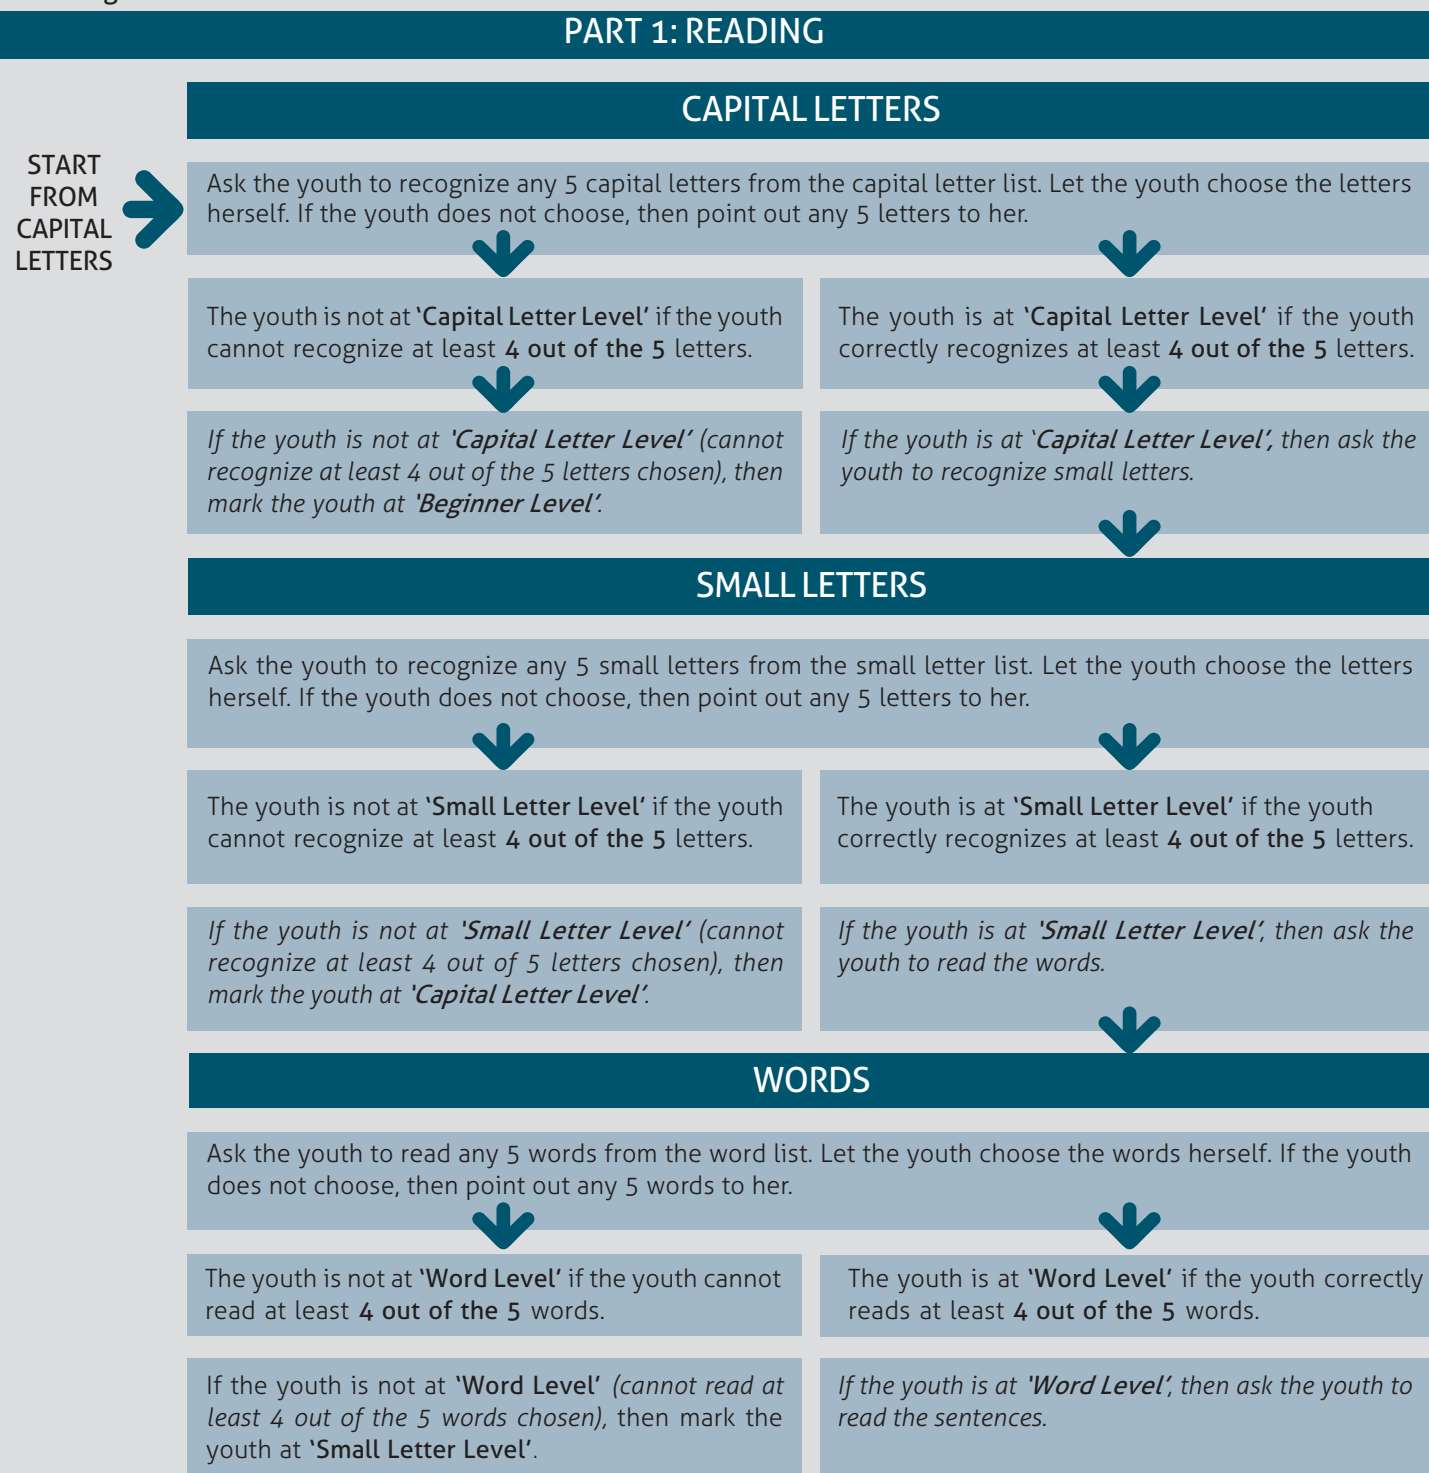 PART 1: READING
CAPITAL LETTERS
START
FROM
CAPITAL
LETTERS
Ask the youth to recognize any 5 capital letters from the capital letter list. Let the youth choose the letters
herself. If the youth does not choose, then point out any 5 letters to her.
The youth is not at ‛Capital Letter Level’ if the youth
cannot recognize at least 4 out of the 5 letters.
The youth is at ‛Capital Letter Level’ if the youth
correctly recognizes at least 4 out of the 5 letters.
If the youth is not at ‛Capital Letter Level’ (cannot
recognize at least 4 out of the 5 letters chosen), then
mark the youth at ‛Beginner Level’.
If the youth is at ‛Capital Letter Level’, then ask the
youth to recognize small letters.
SMALL LETTERS
Ask the youth to recognize any 5 small letters from the small letter list. Let the youth choose the letters
herself. If the youth does not choose, then point out any 5 letters to her.
The youth is not at ‛Small Letter Level’ if the youth
cannot recognize at least 4 out of the 5 letters.
The youth is at ‛Small Letter Level’ if the youth
correctly recognizes at least 4 out of the 5 letters.
If the youth is not at ‛Small Letter Level’ (cannot
recognize at least 4 out of 5 letters chosen), then
mark the youth at ‛Capital Letter Level’.
If the youth is at ‛Small Letter Level’, then ask the
youth to read the words.
WORDS
Ask the youth to read any 5 words from the word list. Let the youth choose the words herself. If the youth
does not choose, then point out any 5 words to her.
The youth is not at ‛Word Level’ if the youth cannot
read at least 4 out of the 5 words.
The youth is at ‛Word Level’ if the youth correctly
reads at least 4 out of the 5 words.
If the youth is not at ‛Word Level’ (cannot read at
least 4 out of the 5 words chosen), then mark the
youth at ‛Small Letter Level’.
If the youth is at ‛Word Level’, then ask the youth to
read the sentences.